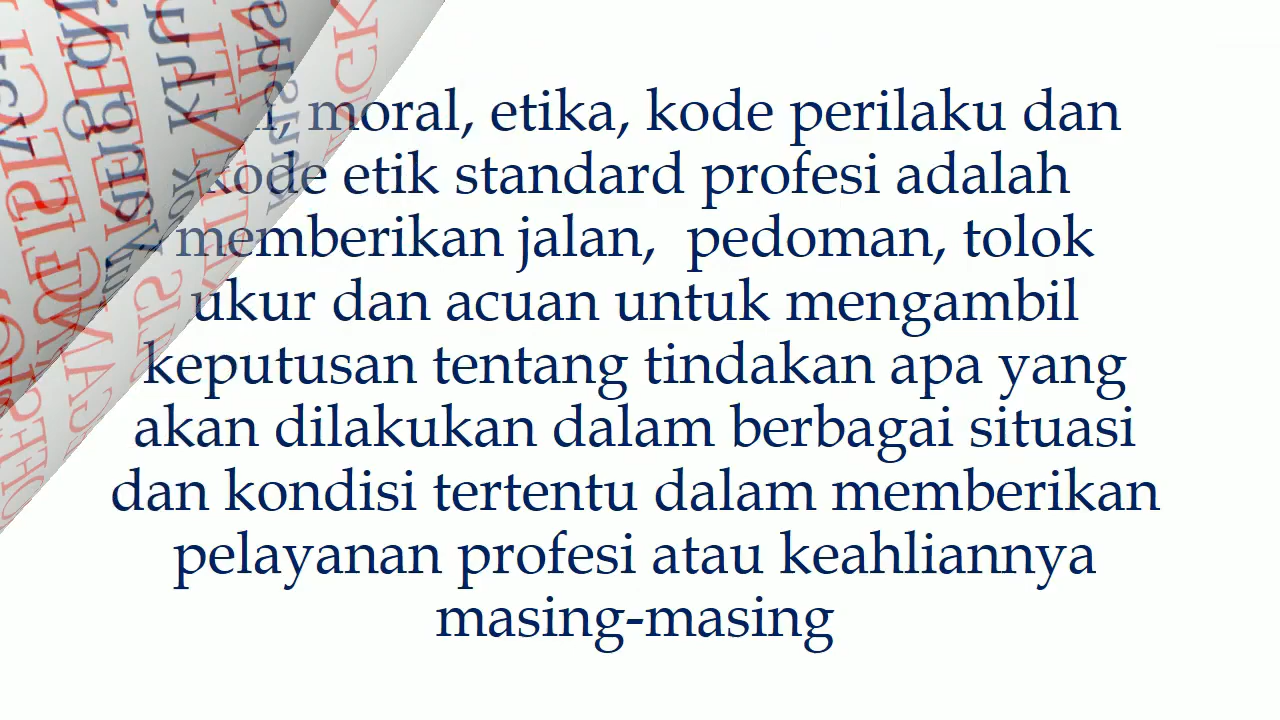 moral, etika, kode perilaku dan
kode etik standard profesi adalah
memberikan jalan, pedoman, tolok
ukur dan acuan untuk mengambil
keputusan tentang tindakan apa yang
akan dilakukan dalam berbagai situasi
dan kondisi tertentu dalam memberikan
pelayanan profesi atau keahliannya
masing-masing